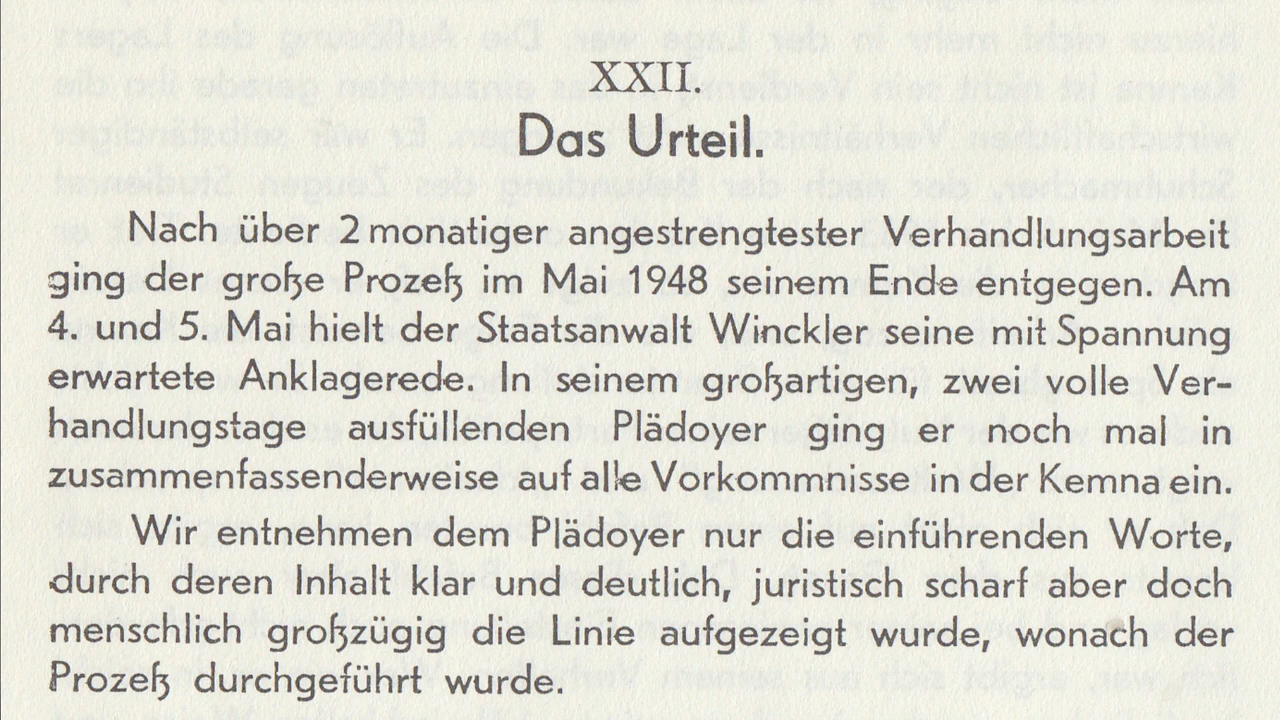 XXII.
Das Urteil.
Nach über 2 monatiger angestrengtester Verhandlungsarbeit
ging der große Prozeß im Mai 1948 seinem Ende entgegen. Am
4. und 5. Mai hielt der Staatsanwalt Winckler seine mit Spannung
erwartete Anklagerede. In seinem großartigen, zwei volle Ver-
handlungstage ausfüllenden Plädoyer ging er noch mal in
zusammenfassenderweise auf alle Vorkommnisse in der Kemna ein.
Wir entnehmen dem Plädoyer nur die einführenden Worte,
durch deren Inhalt klar und deutlich, juristisch scharf aber doch
menschlich großzügig die Linie aufgezeigt wurde, wonach der
Prozeß durchgeführt wurde.